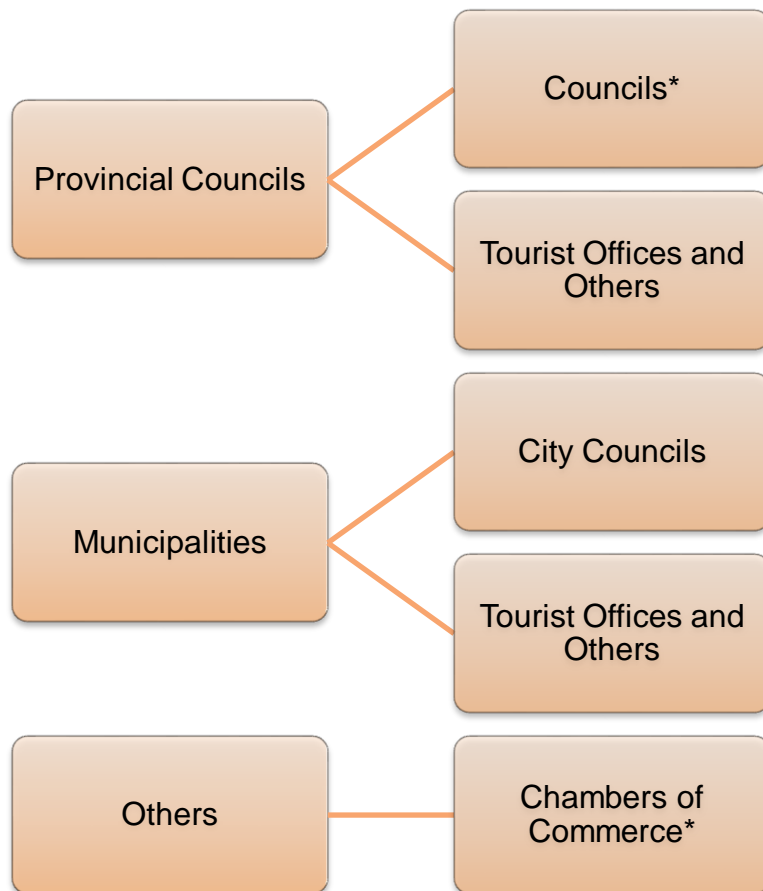 Provincial Councils
Councils*
Tourist Offices and
Others
Municipalities
City Councils
Tourist Offices and
Others
Others
Chambers of
Commerce*